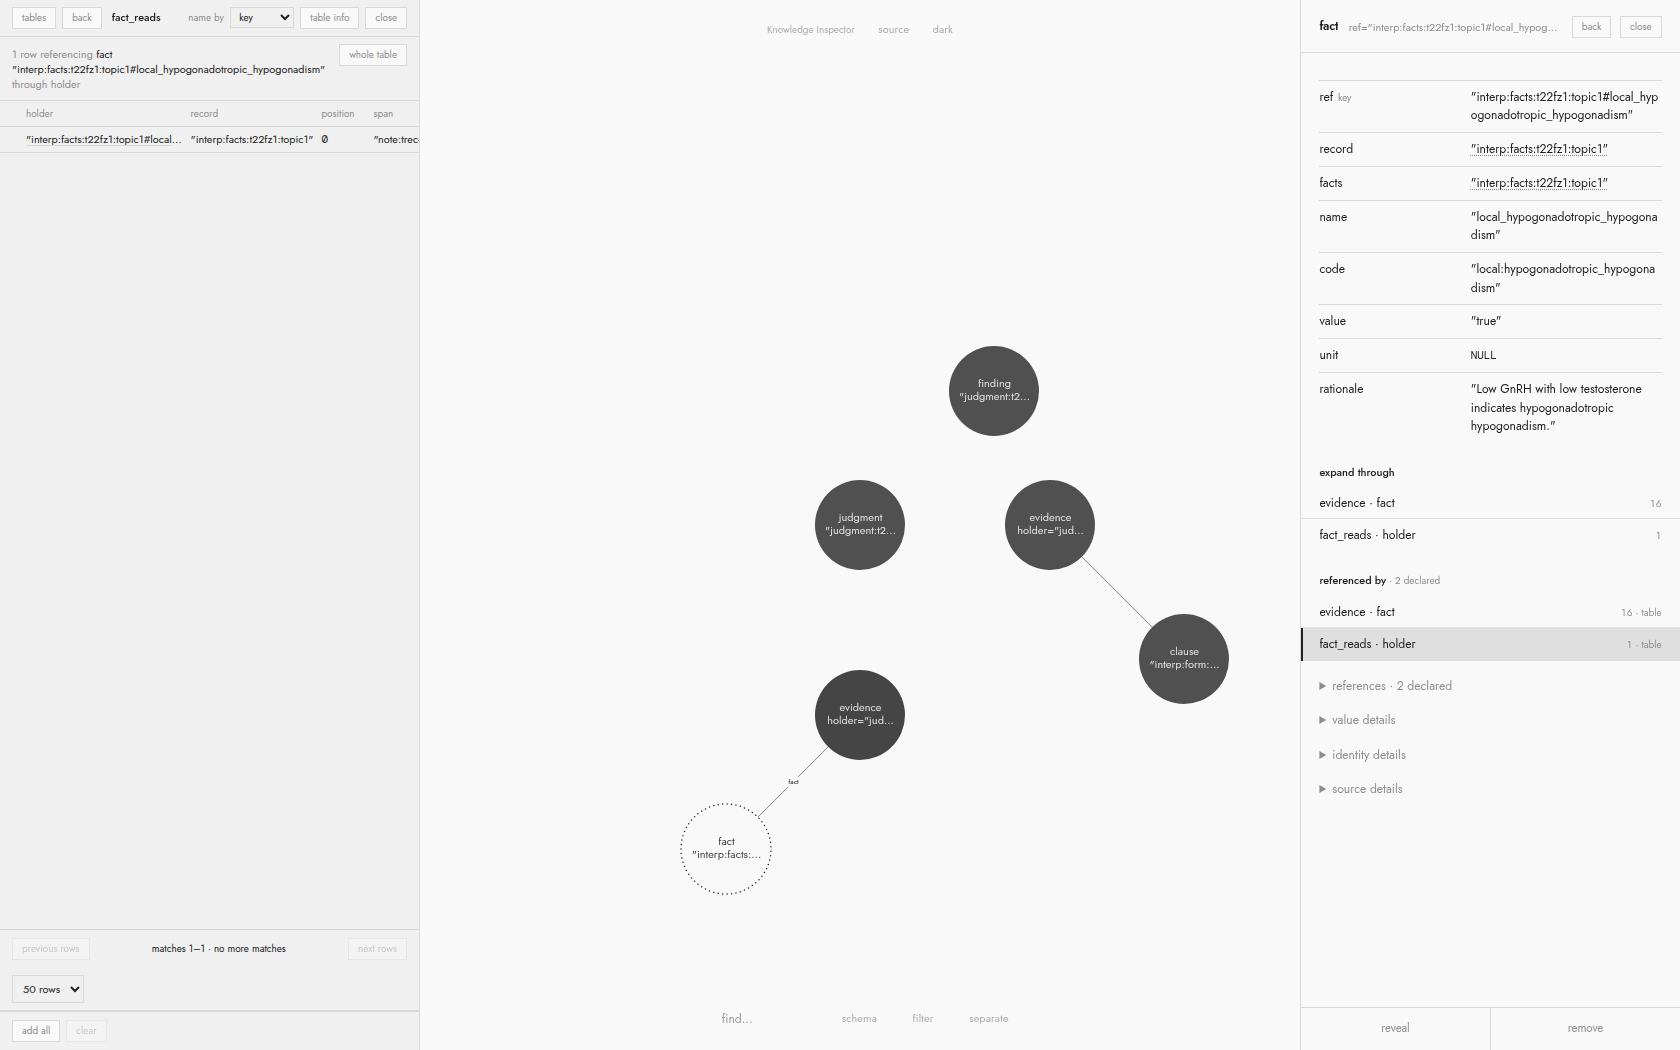 tables back fact_reads name by key table info close
1 row referencing fact
"interp:facts:t22fz1:topic1#local_hypogonadotropic_hypogonadism"
through holder
whole table
holder record position span
"interp:facts:t22fz1:topic1#local… "interp:facts:t22fz1:topic1" 0 "note:trec-
previous rows matches 1–1 · no more matches next rows
50 rows
add all clear
Knowledge Inspector source dark
finding
"judgment:t2…
judgment
"judgment:t2…
evidence
holder="jud…
clause
"interp:form:…
evidence
holder="jud…
fact
fact
"interp:facts:…
find… schema filter separate
fact ref="interp:facts:t22fz1:topic1#local_hypog… back close
ref key "interp:facts:t22fz1:topic1#local_hyp
ogonadotropic_hypogonadism"
record "interp:facts:t22fz1:topic1"
facts "interp:facts:t22fz1:topic1"
name "local_hypogonadotropic_hypogona
dism"
code "local:hypogonadotropic_hypogona
dism"
value "true"
unit NULL
rationale "Low GnRH with low testosterone
indicates hypogonadotropic
hypogonadism."
expand through
evidence · fact 16
fact_reads · holder 1
referenced by · 2 declared
evidence · fact 16 · table
fact_reads · holder 1 · table
references · 2 declared
value details
identity details
source details
reveal remove